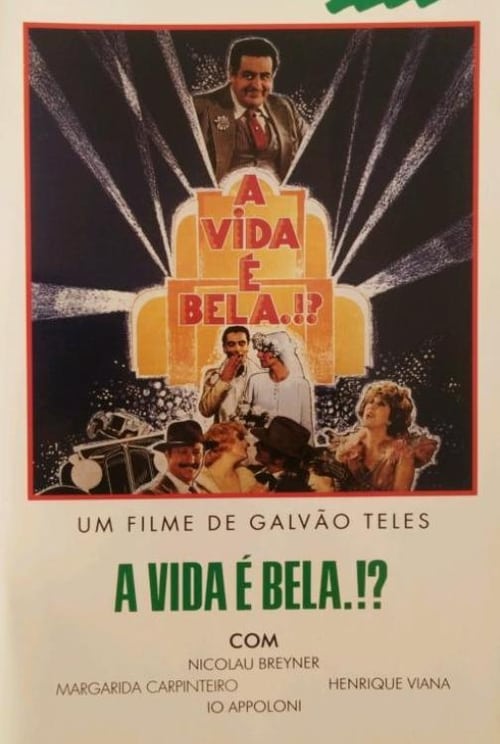 A
ViDA
É
BELA.!?
UM FILME DE GALVÃO TELES
A VIDA É BELA.!?
COM
NICOLAU BREYNER
MARGARIDA CARPINTEIRO HENRIQUE VIANA
IO APPOLONI